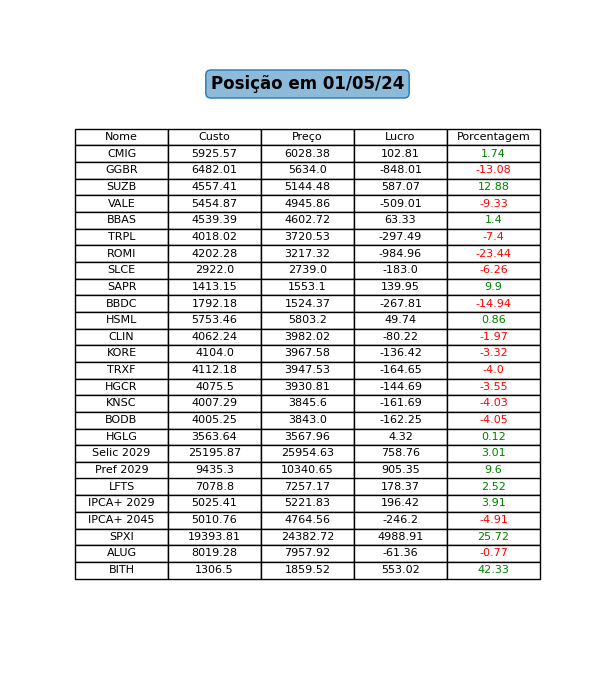 Posição em 01/05/24
Nome Custo Preço Lucro Porcentagem
CMIG 5925.57 6028.38 102.81 1.74
GGBR 6482.01 5634.0 -848.01 -13.08
SUZB 4557.41 5144.48 587.07 12.88
VALE 5454.87 4945.86 -509.01 -9.33
BBAS 4539.39 4602.72 63.33 1.4
TRPL 4018.02 3720.53 -297.49 -7.4
ROMI 4202.28 3217.32 -984.96 -23.44
SLCE 2922.0 2739.0 -183.0 -6.26
SAPR 1413.15 1553.1 139.95 9.9
BBDC 1792.18 1524.37 -267.81 -14.94
HSML 5753.46 5803.2 49.74 0.86
CLIN 4062.24 3982.02 -80.22 -1.97
KORE 4104.0 3967.58 -136.42 -3.32
TRXF 4112.18 3947.53 -164.65 -4.0
HGCR 4075.5 3930.81 -144.69 -3.55
KNSC 4007.29 3845.6 -161.69 -4.03
BODB 4005.25 3843.0 -162.25 -4.05
HGLG 3563.64 3567.96 4.32 0.12
Selic 2029 25195.87 25954.63 758.76 3.01
Pref 2029 9435.3 10340.65 905.35 9.6
LFTS 7078.8 7257.17 178.37 2.52
IPCA+ 2029 5025.41 5221.83 196.42 3.91
IPCA+ 2045 5010.76 4764.56 -246.2 -4.91
SPXI 19393.81 24382.72 4988.91 25.72
ALUG 8019.28 7957.92 -61.36 -0.77
BITH 1306.5 1859.52 553.02 42.33